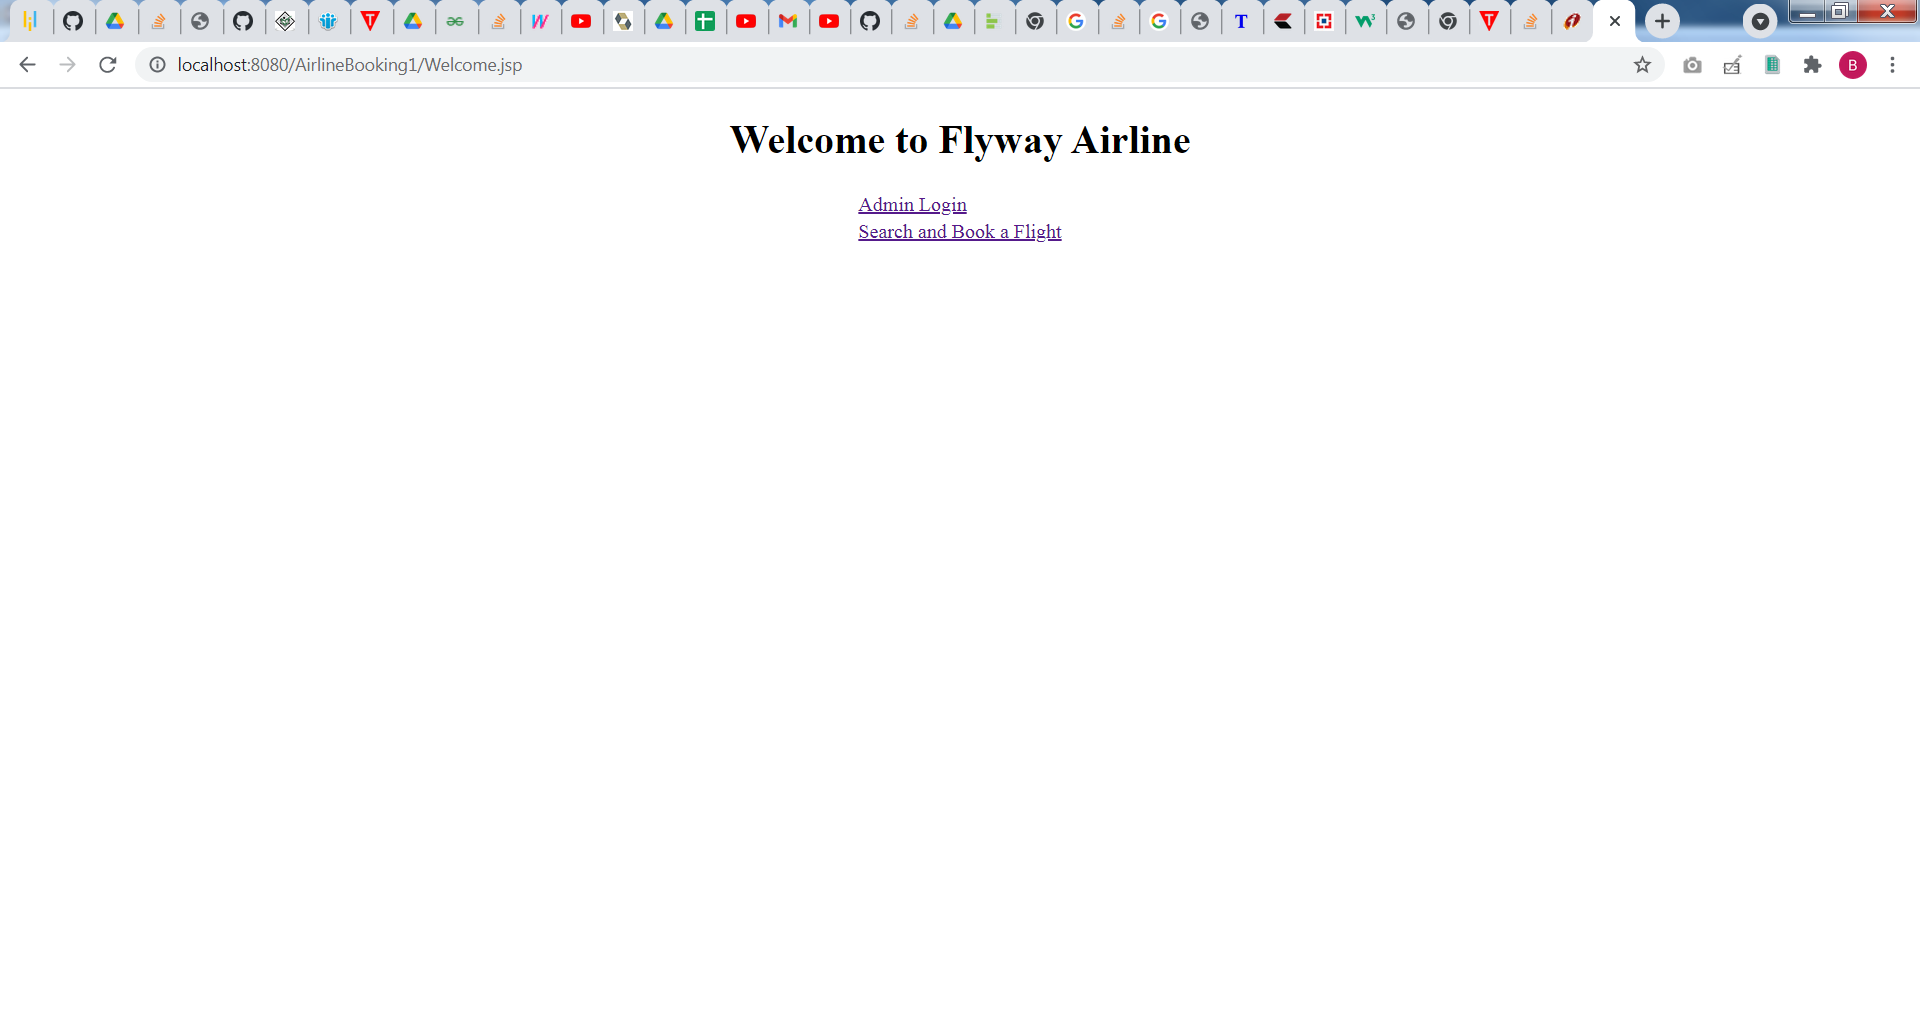 localhost:8080/AirlineBooking1/Welcome.jsp
B
Welcome to Flyway Airline
Admin Login
Search and Book a Flight